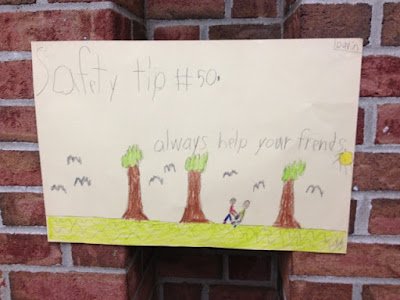 Safety tip #50.
always help your frends.